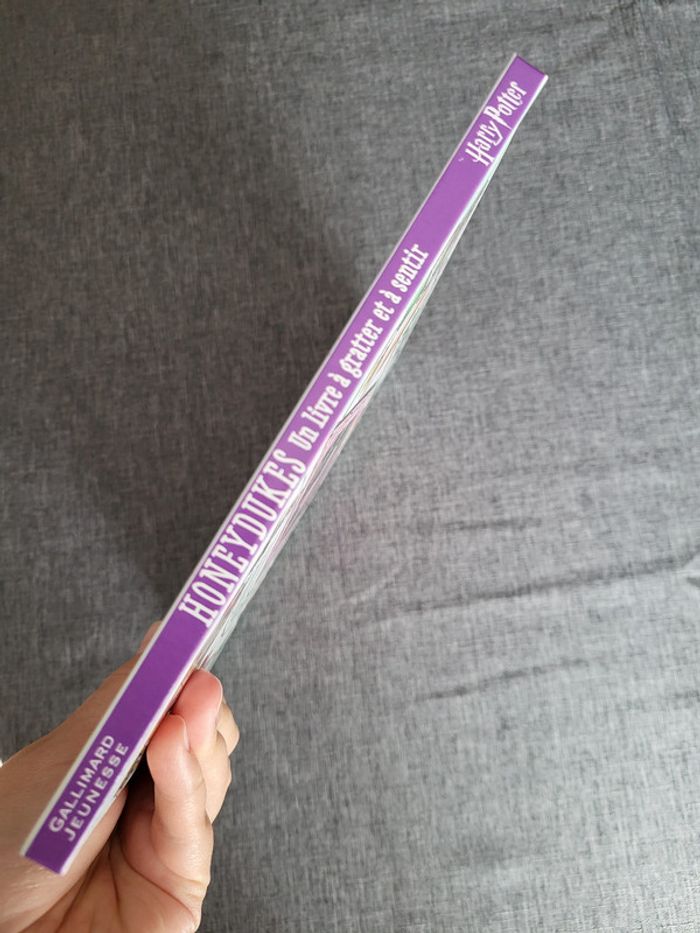 GALLIMARD
JEUNESSE
HONEYDUKES Un livre à gratter et à sentir
Harry Potter